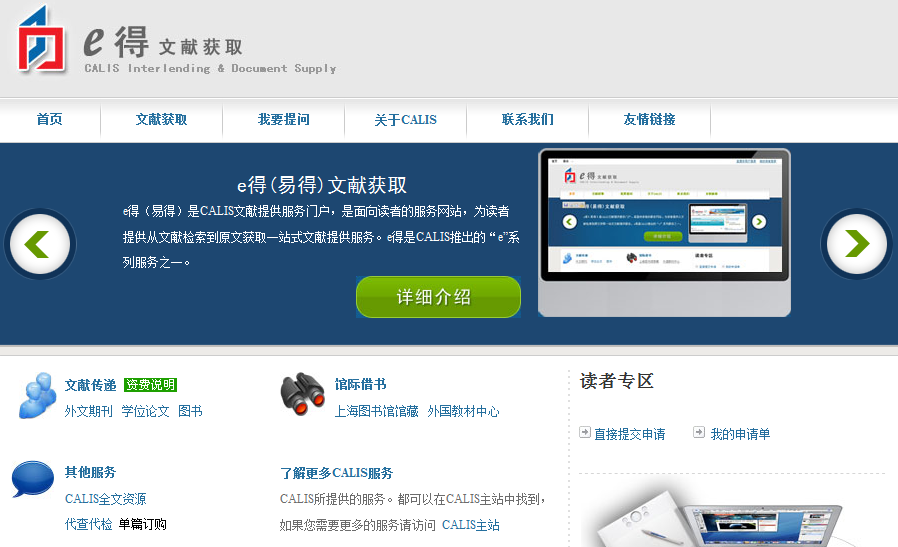 e得 文献获取
CALIS Interlending & Document Supply
首页 文献获取 我要提问 关于CALIS 联系我们 友情链接
e得(易得)文献获取
e得（易得）是CALIS文献提供服务门户，是面向读者的服务网站，为读者
提供从文献检索到原文获取一站式文献提供服务。e得是CALIS推出的“e”系
列服务之一。
详细介绍
文献传递 资费说明
外文期刊 学位论文 图书
馆际借书
上海图书馆馆藏 外国教材中心
读者专区
直接提交申请 我的申请单
其他服务
CALIS全文资源
代查代检 单篇订购
了解更多CALIS服务
CALIS所提供的服务。都可以在CALIS主站中找到，
如果您需要更多的服务请访问 CALIS主站